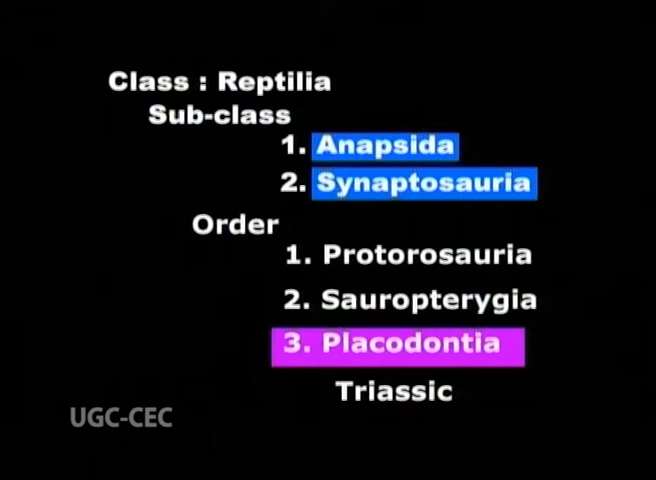 Class : Reptilia
Sub-class
1. Anapsida
2. Synaptosauria
Order
1. Protorosauria
2. Sauropterygia
3. Placodontia
Triassic
UGC-CEC